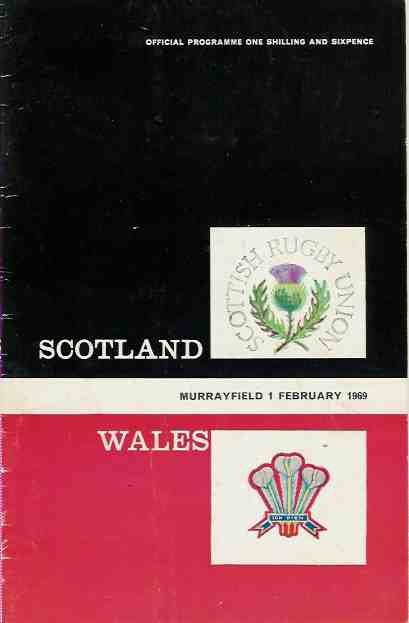 OFFICIAL PROGRAMME ONE SHILLING AND SIXPENCE
SCOTTISH RUGBY UNION
SCOTLAND
MURRAYFIELD 1 FEBRUARY 1969
WALES
ICH DIEN